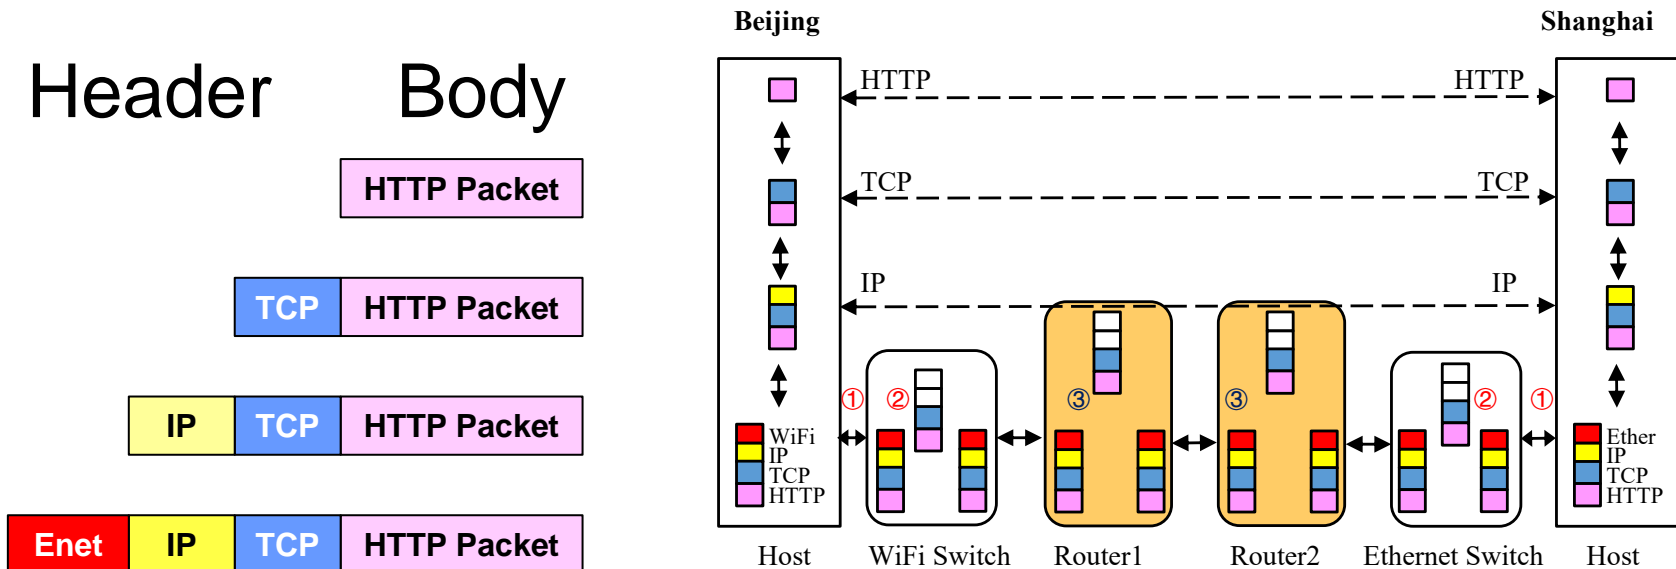 Header Body
HTTP Packet
TCP HTTP Packet
IP TCP HTTP Packet
Enet IP TCP HTTP Packet
Beijing Shanghai
HTTP HTTP
TCP TCP
IP IP
① ② ③ ③ ② ①
WiFi
IP
TCP
HTTP
Ether
IP
TCP
HTTP
Host WiFi Switch Router1 Router2 Ethernet Switch Host